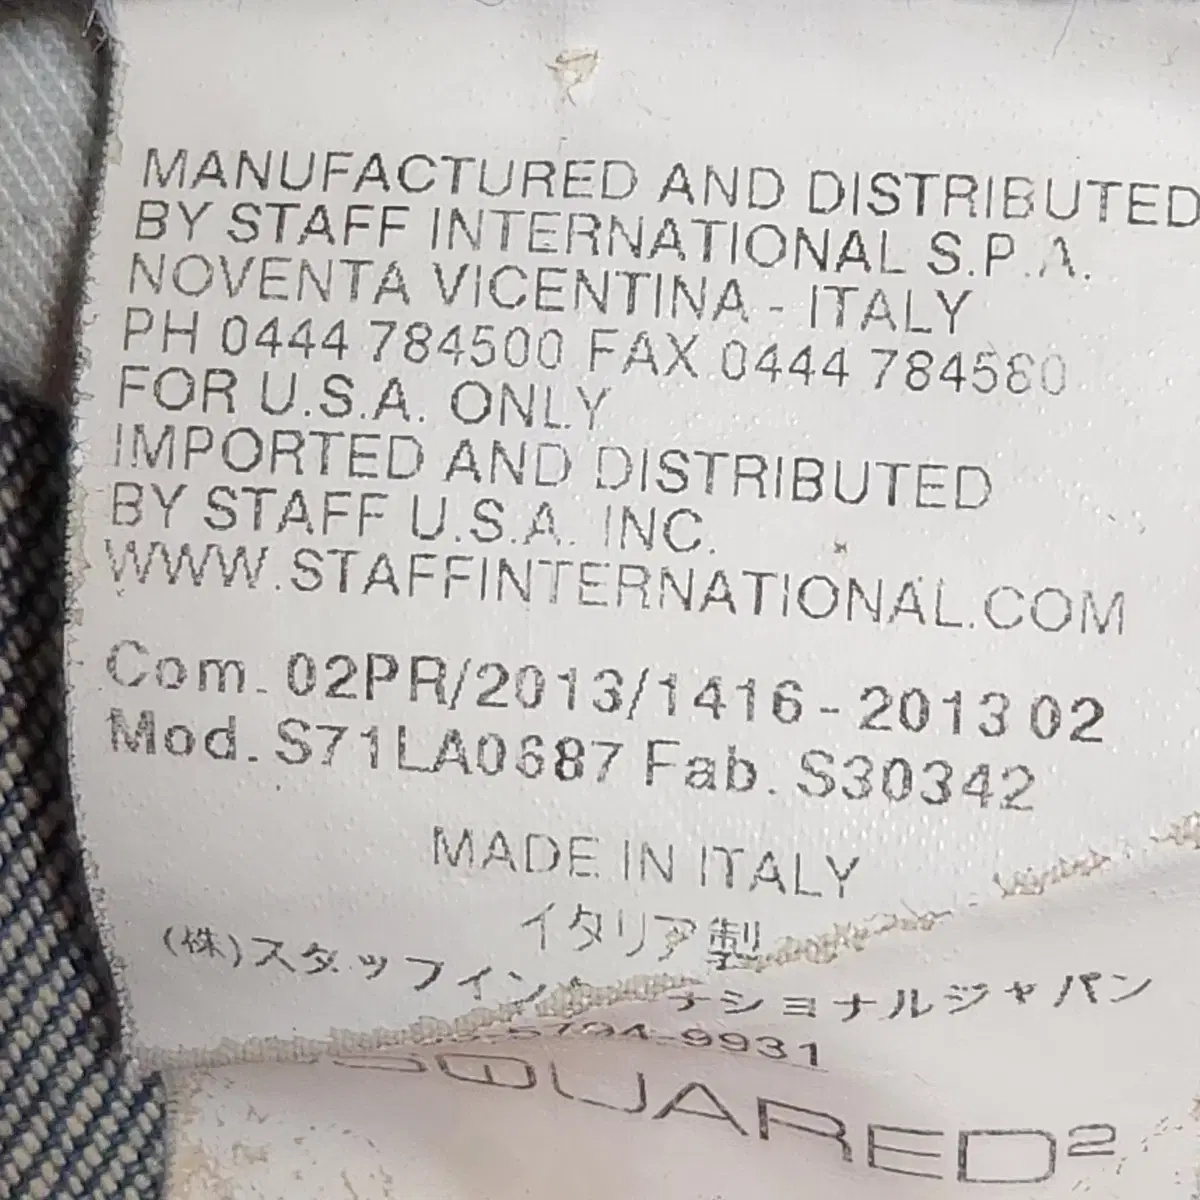 MANUFACTURED AND DISTRIBUTED
BY STAFF INTERNATIONAL S.P.A.
NOVENTA VICENTINA - ITALY
PH 0444 784500 FAX 0444 784580
FOR U.S.A. ONLY
IMPORTED AND DISTRIBUTED
BY STAFF U.S.A. INC.
WWW.STAFFINTERNATIONAL.COM
Com. 02PR/2013/1416 - 2013 02
Mod. S71LA0687 Fab. S30342
MADE IN ITALY
イタリア製
(株)スタッフイン ナショナルジャパン
-9931
SQUARED2